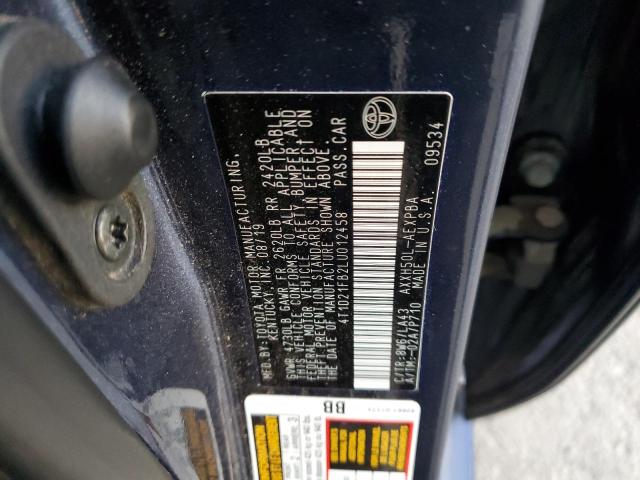 MFD.BY:TOYOTA MOTOR MANUFACTURING,
KENTUCKY,INC. 08/19
GVWR 4730LB GAWR FR 2620LB RR 2420LB
THIS VEHICLE CONFORMS TO ALL APPLICABLE
FEDERAL MOTOR VEHICLE SAFETY, BUMPER, AND
THEFT PREVENTION STANDARDS IN EFFECT ON
THE DATE OF MANUFACTURE SHOWN ABOVE.
4T1D21FB2LU012458 PASS.CAR
C/TR:8W6/LA43 AXXH50L-AEXPBA
A/TM:-02A/P710 MADE IN U.S.A. 09534
BB